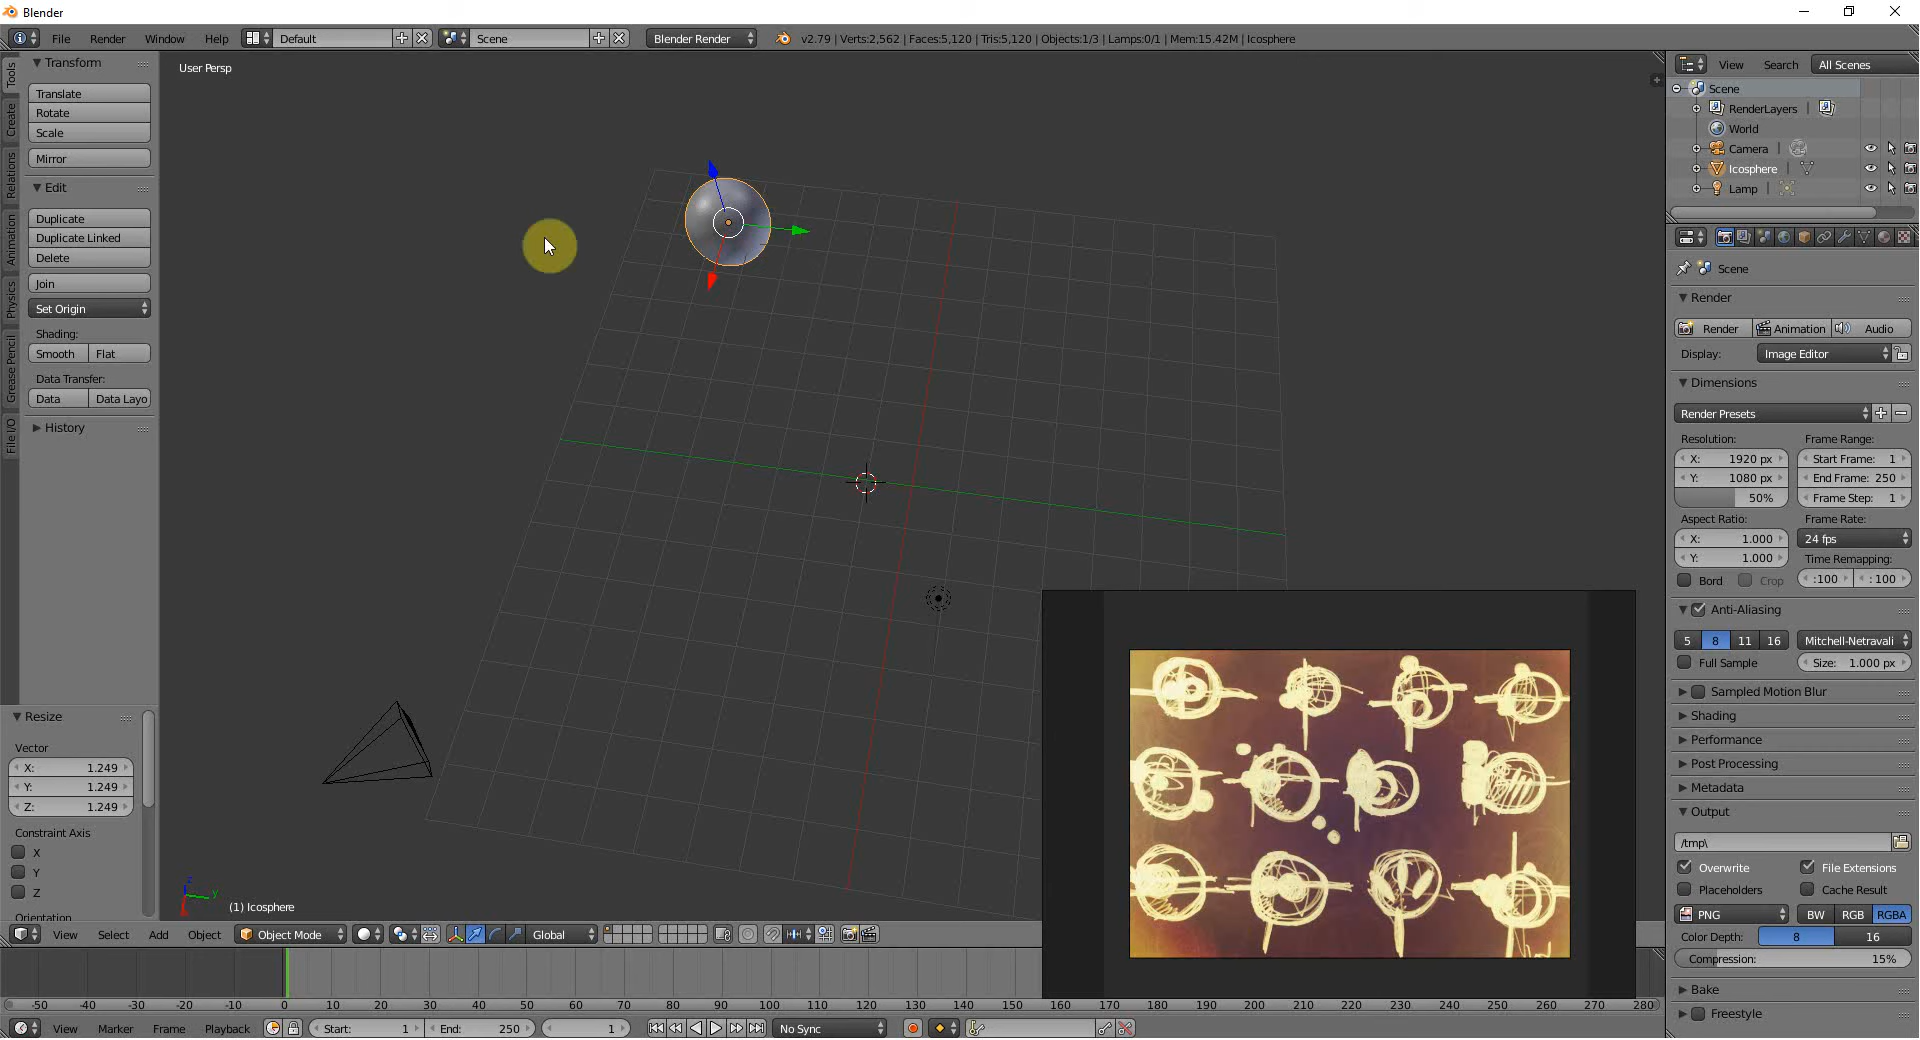 Blender
File Render Window Help Default Scene Blender Render v2.79 | Verts:2,562 | Faces:5,120 | Tris:5,120 | Objects:1/3 | Lamps:0/1 | Mem:15.42M | Icosphere
Tools
Create
Relations
Animation
Physics
Grease Pencil
File I/O
Transform
Translate
Rotate
Scale
Mirror
Edit
Duplicate
Duplicate Linked
Delete
Join
Set Origin
Shading:
Smooth Flat
Data Transfer:
Data Data Layo
History
Resize
Vector
X: 1.249
Y: 1.249
Z: 1.249
Constraint Axis
X
Y
Z
Orientation
User Persp
z
y
(1) Icosphere
View Select Add Object Object Mode Global
-50 -40 -30 -20 -10 0 10 20 30 40 50 60 70 80 90 100 110 120 130 140 150 160 170 180 190 200 210 220 230 240 250 260 270 280
View Marker Frame Playback Start: 1 End: 250 1 No Sync
View Search All Scenes
Scene
RenderLayers |
World
Camera |
Icosphere |
Lamp |
Scene
Render
Render Animation Audio
Display: Image Editor
Dimensions
Render Presets
Resolution: Frame Range:
X: 1920 px Start Frame: 1
Y: 1080 px End Frame: 250
50% Frame Step: 1
Aspect Ratio: Frame Rate:
X: 1.000 24 fps
Y: 1.000 Time Remapping:
Bord Crop :100 : 100
Anti-Aliasing
5 8 11 16 Mitchell-Netravali
Full Sample Size: 1.000 px
Sampled Motion Blur
Shading
Performance
Post Processing
Metadata
Output
/tmp\
Overwrite File Extensions
Placeholders Cache Result
PNG BW RGB RGBA
Color Depth: 8 16
Compression: 15%
Bake
Freestyle